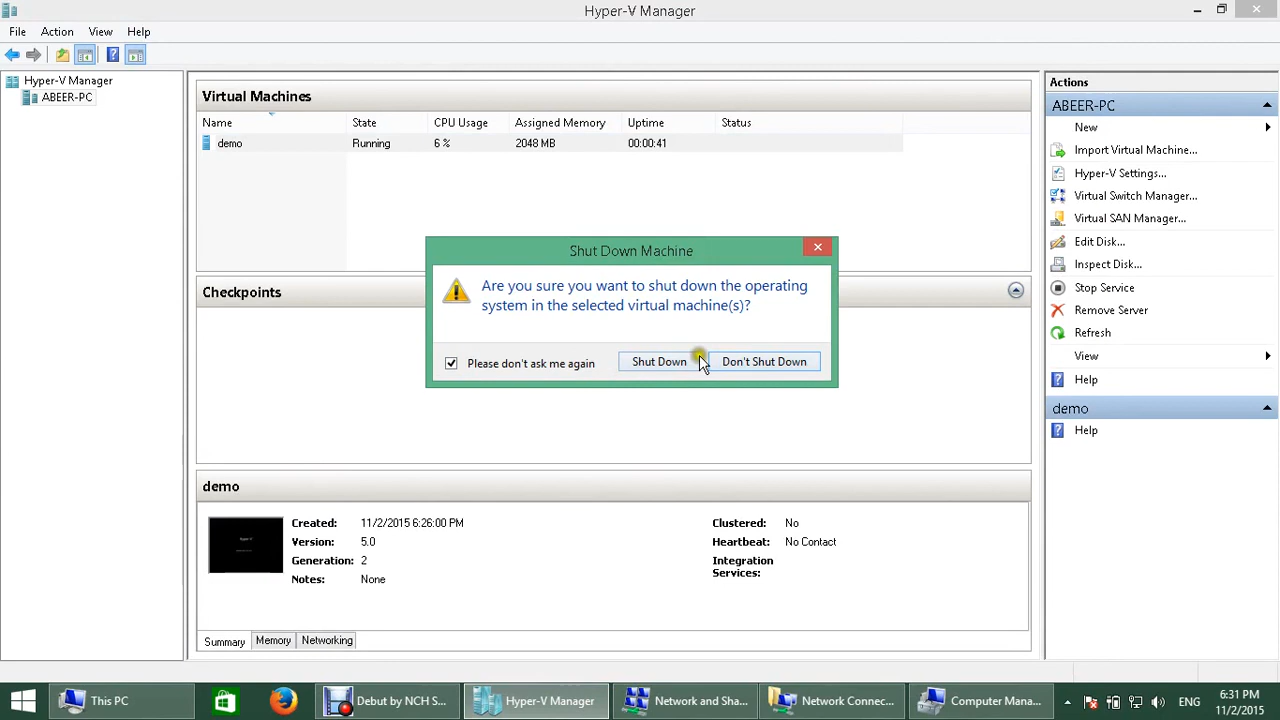 Hyper-V Manager
File Action View Help
Hyper-V Manager
ABEER-PC
Virtual Machines
Name State CPU Usage Assigned Memory Uptime Status
demo Running 6 % 2048 MB 00:00:41
Shut Down Machine
Are you sure you want to shut down the operating
system in the selected virtual machine(s)?
Please don't ask me again Shut Down Don't Shut Down
Checkpoints
demo
Created: 11/2/2015 6:26:00 PM Clustered: No
Version: 5.0 Heartbeat: No Contact
Generation: 2 Integration
Services:
Notes: None
Summary Memory Networking
Actions
ABEER-PC
New
Import Virtual Machine...
Hyper-V Settings...
Virtual Switch Manager...
Virtual SAN Manager...
Edit Disk...
Inspect Disk...
Stop Service
Remove Server
Refresh
View
Help
demo
Help
This PC Debut by NCH S... Hyper-V Manager Network and Sha... Network Connec... Computer Mana... ENG 6:31 PM
11/2/2015